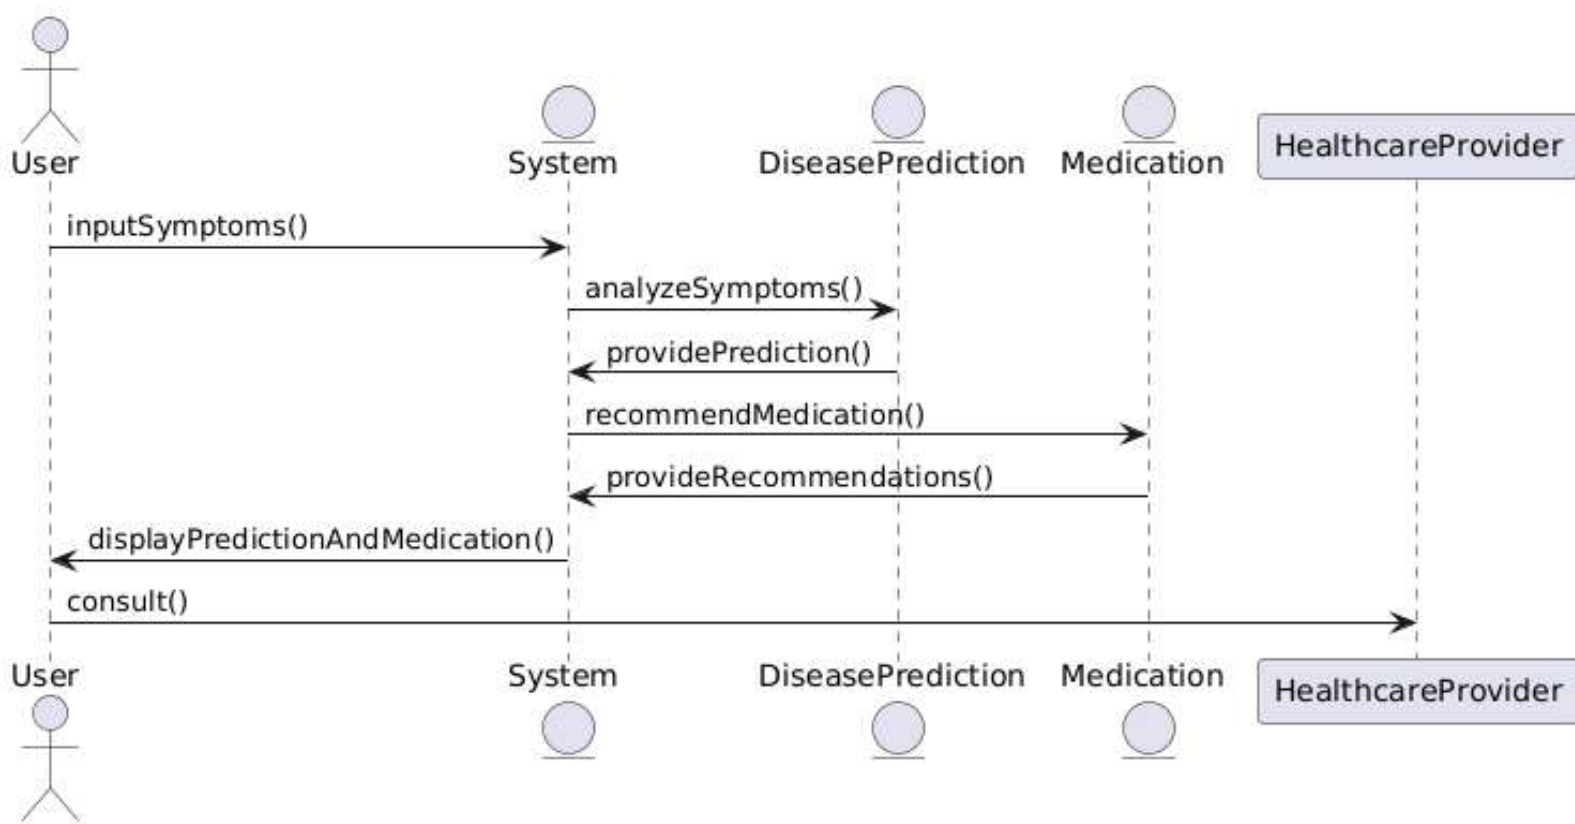 User
System
DiseasePrediction
Medication
HealthcareProvider
inputSymptoms()
analyzeSymptoms()
providePrediction()
recommendMedication()
provideRecommendations()
displayPredictionAndMedication()
consult()
User
System
DiseasePrediction
Medication
HealthcareProvider